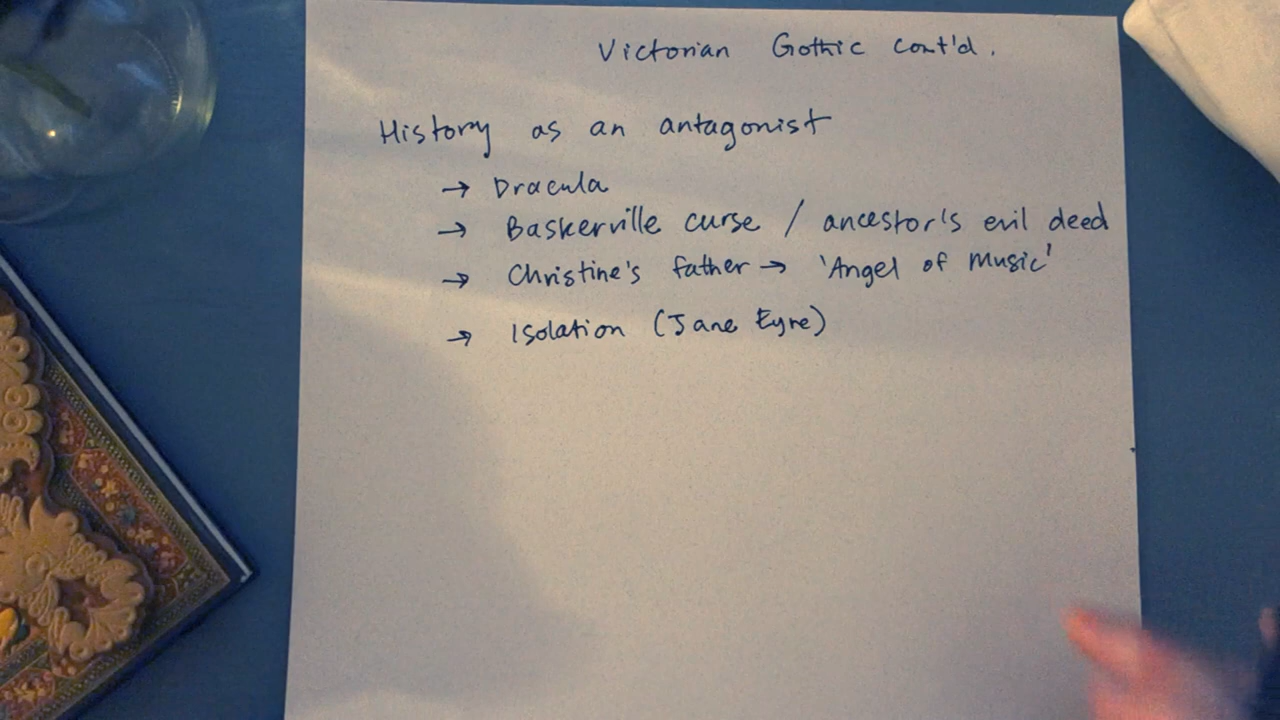 Victorian Gothic cont'd.
History as an antagonist
→ Dracula
→ Baskerville curse / ancestor's evil deed
→ Christine's father → 'Angel of Music'
→ Isolation (Jane Eyre)